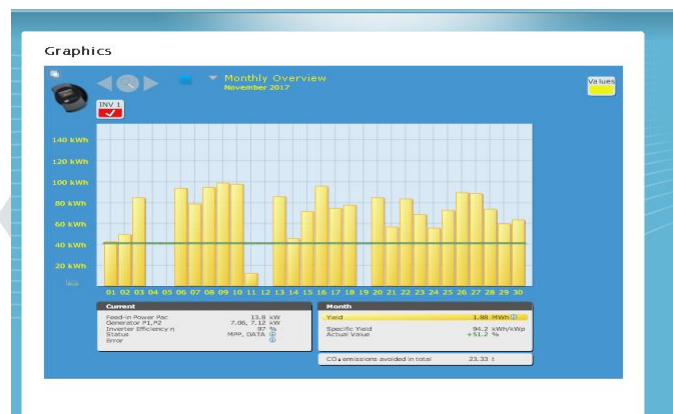 Graphics
Monthly Overview
November 2017
Values
INV 1
140 kWh
120 kWh
100 kWh
80 kWh
60 kWh
40 kWh
20 kWh
01 02 03 04 05 06 07 08 09 10 11 12 13 14 15 16 17 18 19 20 21 22 23 24 25 26 27 28 29 30
Current
Feed-in Power Pac 13.8 kW
Generator P1,P2 7.06, 7.12 kW
Inverter Efficiency n 97 %
Status MPP, DATA
Error
Month
Yield 1.88 MWh
Specific Yield 94.2 kWh/kWp
Actual Value +51.2 %
CO₂ emissions avoided in total 23.33 t